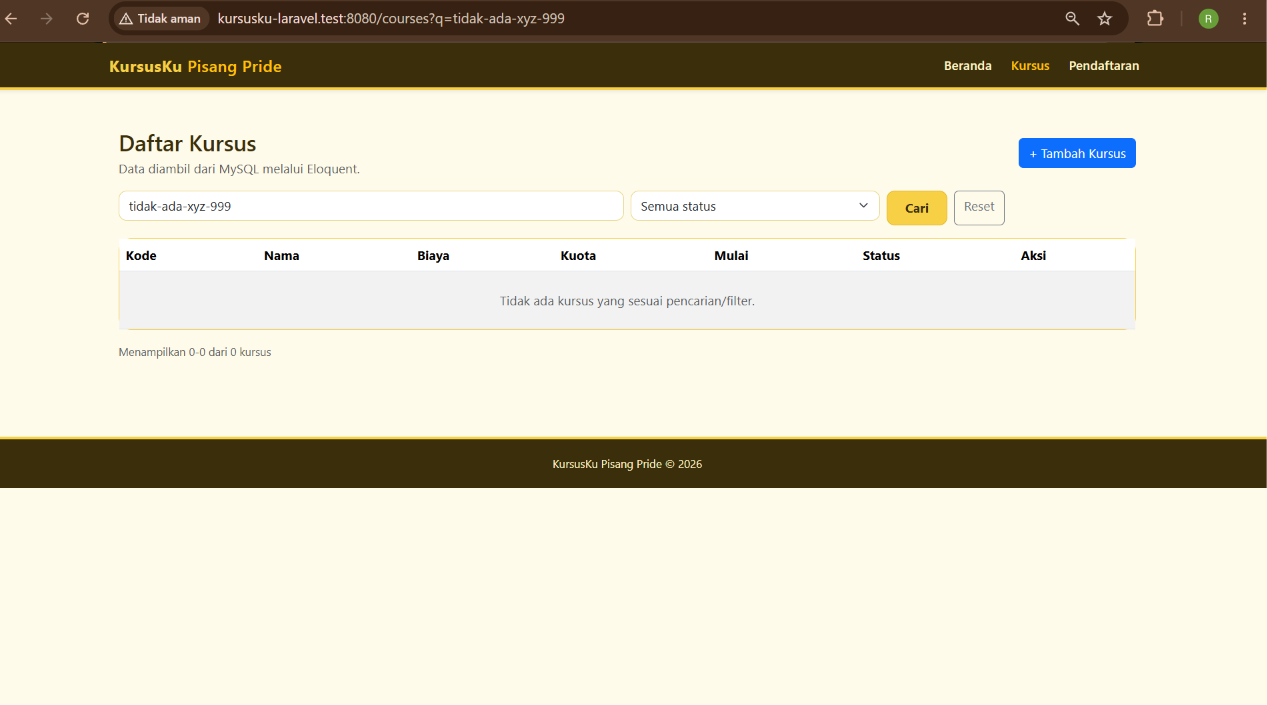 Tidak aman
kursusku-laravel.test:8080/courses?q=tidak-ada-xyz-999
R
KursusKu Pisang Pride
Beranda Kursus Pendaftaran
Daftar Kursus
Data diambil dari MySQL melalui Eloquent.
+ Tambah Kursus
tidak-ada-xyz-999
Semua status
Cari
Reset
Kode Nama Biaya Kuota Mulai Status Aksi
Tidak ada kursus yang sesuai pencarian/filter.
Menampilkan 0-0 dari 0 kursus
KursusKu Pisang Pride © 2026